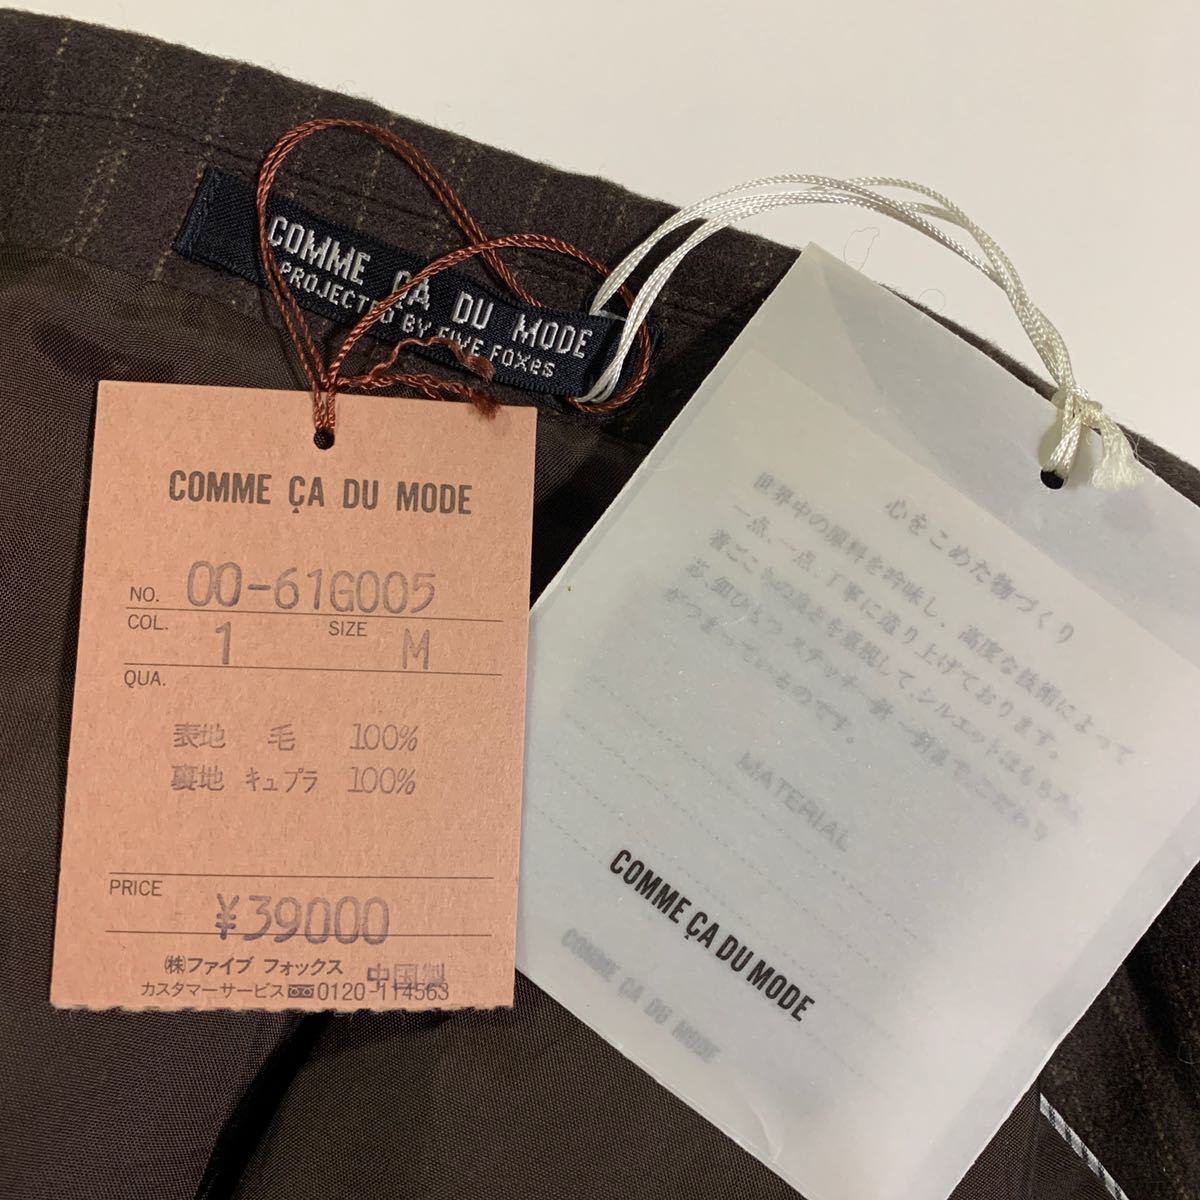 COMME ÇA DU MODE
PROJECTED BY FIVE FOXes
COMME ÇA DU MODE
NO. 00-61G005
COL. 1 SIZE M
QUA.
表地 毛 100%
裏地 キュプラ 100%
PRICE
¥39000
㈱ファイブ フォックス 中国製
カスタマーサービス 0120-114563
心をこめた物づくり
世界中の原料を吟味し、高度な技術によって
一点、一点、丁寧に造り上げております。
着ごこちの良さを重視して、シルエットはもちろん
芯、釦ひとつ、ステッチ一針一針まで、こだわり
がつまっているものです。
MATERIAL
COMME ÇA DU MODE
COMME ÇA DU MODE